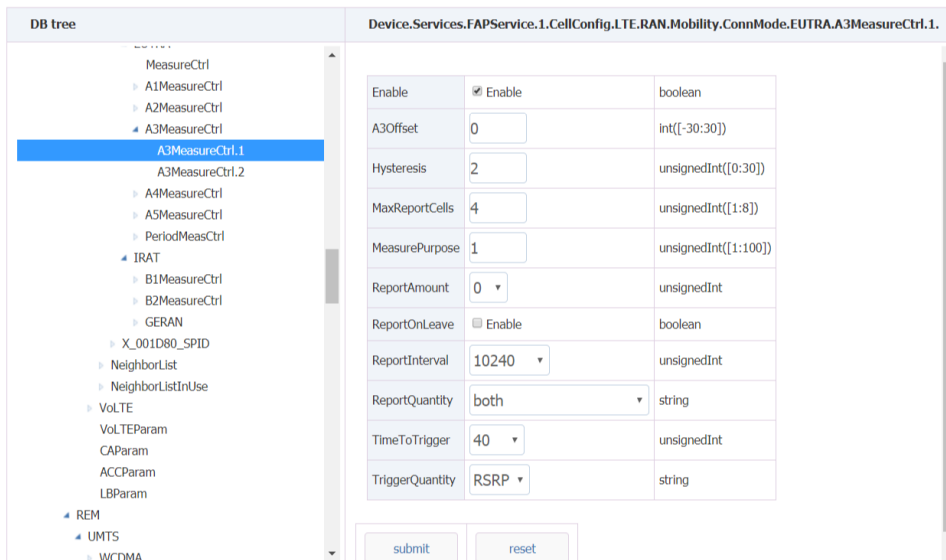 DB tree
MeasureCtrl
A1MeasureCtrl
A2MeasureCtrl
A3MeasureCtrl
A3MeasureCtrl.1
A3MeasureCtrl.2
A4MeasureCtrl
A5MeasureCtrl
PeriodMeasCtrl
IRAT
B1MeasureCtrl
B2MeasureCtrl
GERAN
X_001D80_SPID
NeighborList
NeighborListInUse
VoLTE
VoLTEParam
CAParam
ACCParam
LBParam
REM
UMTS
WCDMA
Device.Services.FAPService.1.CellConfig.LTE.RAN.Mobility.ConnMode.EUTRA.A3MeasureCtrl.1.
Enable Enable boolean
A3Offset 0 int([-30:30])
Hysteresis 2 unsignedInt([0:30])
MaxReportCells 4 unsignedInt([1:8])
MeasurePurpose 1 unsignedInt([1:100])
ReportAmount 0 unsignedInt
ReportOnLeave Enable boolean
ReportInterval 10240 unsignedInt
ReportQuantity both string
TimeToTrigger 40 unsignedInt
TriggerQuantity RSRP string
submit reset